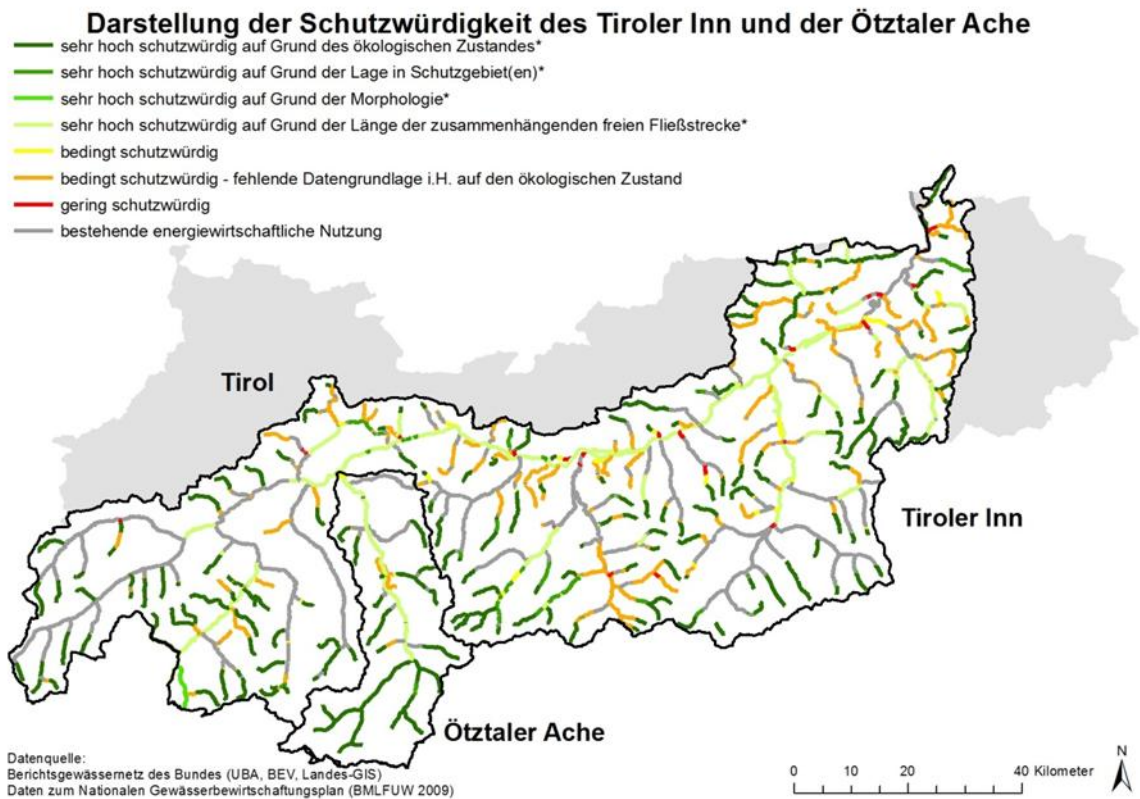 Darstellung der Schutzwürdigkeit des Tiroler Inn und der Ötztaler Ache
sehr hoch schutzwürdig auf Grund des ökologischen Zustandes*
sehr hoch schutzwürdig auf Grund der Lage in Schutzgebiet(en)*
sehr hoch schutzwürdig auf Grund der Morphologie*
sehr hoch schutzwürdig auf Grund der Länge der zusammenhängenden freien Fließstrecke*
bedingt schutzwürdig
bedingt schutzwürdig - fehlende Datengrundlage i.H. auf den ökologischen Zustand
gering schutzwürdig
bestehende energiewirtschaftliche Nutzung
Tirol
Tiroler Inn
Ötztaler Ache
Datenquelle:
Berichtsgewässernetz des Bundes (UBA, BEV, Landes-GIS)
Daten zum Nationalen Gewässerbewirtschaftungsplan (BMLFUW 2009)
0 10 20 40 Kilometer
N